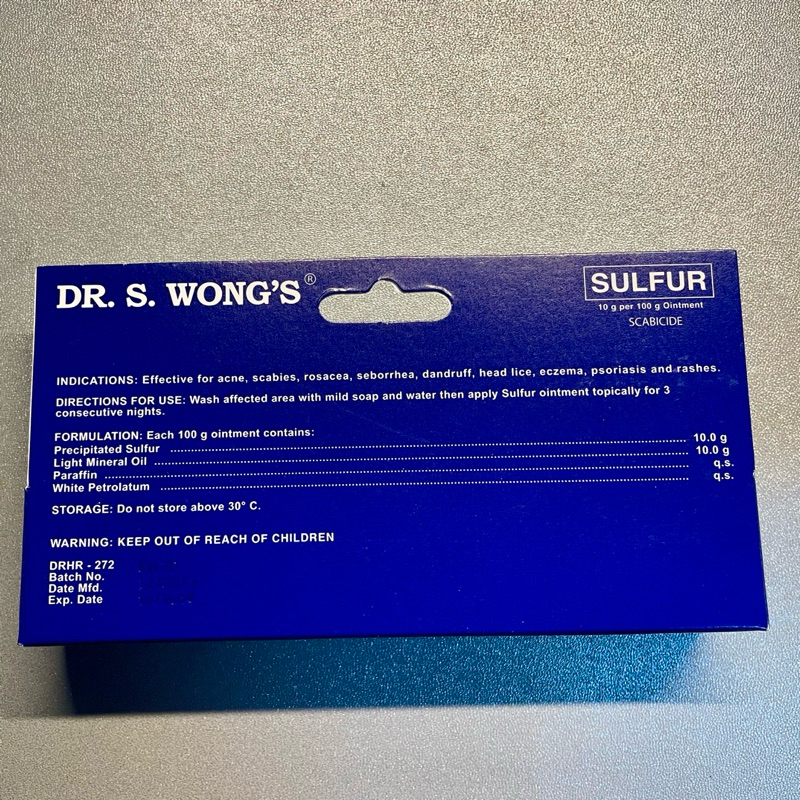 DR. S. WONG'S®
SULFUR
10 g per 100 g Ointment
SCABICIDE
INDICATIONS: Effective for acne, scabies, rosacea, seborrhea, dandruff, head lice, eczema, psoriasis and rashes.
DIRECTIONS FOR USE: Wash affected area with mild soap and water then apply Sulfur ointment topically for 3
consecutive nights.
FORMULATION: Each 100 g ointment contains:
Precipitated Sulfur ........ 10.0 g
Light Mineral Oil ........ 10.0 g
Paraffin ........ q.s.
White Petrolatum ........ q.s.
STORAGE: Do not store above 30° C.
WARNING: KEEP OUT OF REACH OF CHILDREN
DRHR - 272
Batch No.
Date Mfd.
Exp. Date